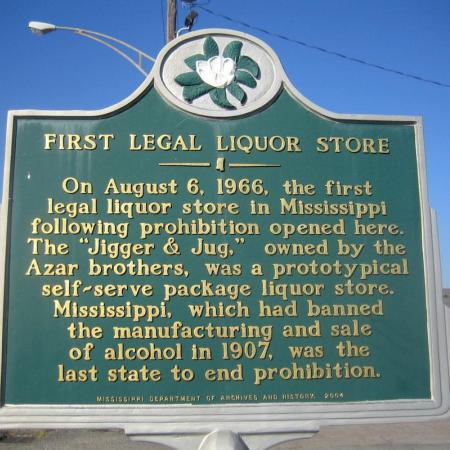 FIRST LEGAL LIQUOR STORE
On August 6, 1966, the first
legal liquor store in Mississippi
following prohibition opened here.
The "Jigger & Jug," owned by the
Azar brothers, was a prototypical
self-serve package liquor store.
Mississippi, which had banned
the manufacturing and sale
of alcohol in 1907, was the
last state to end prohibition.
MISSISSIPPI DEPARTMENT OF ARCHIVES AND HISTORY, 2004